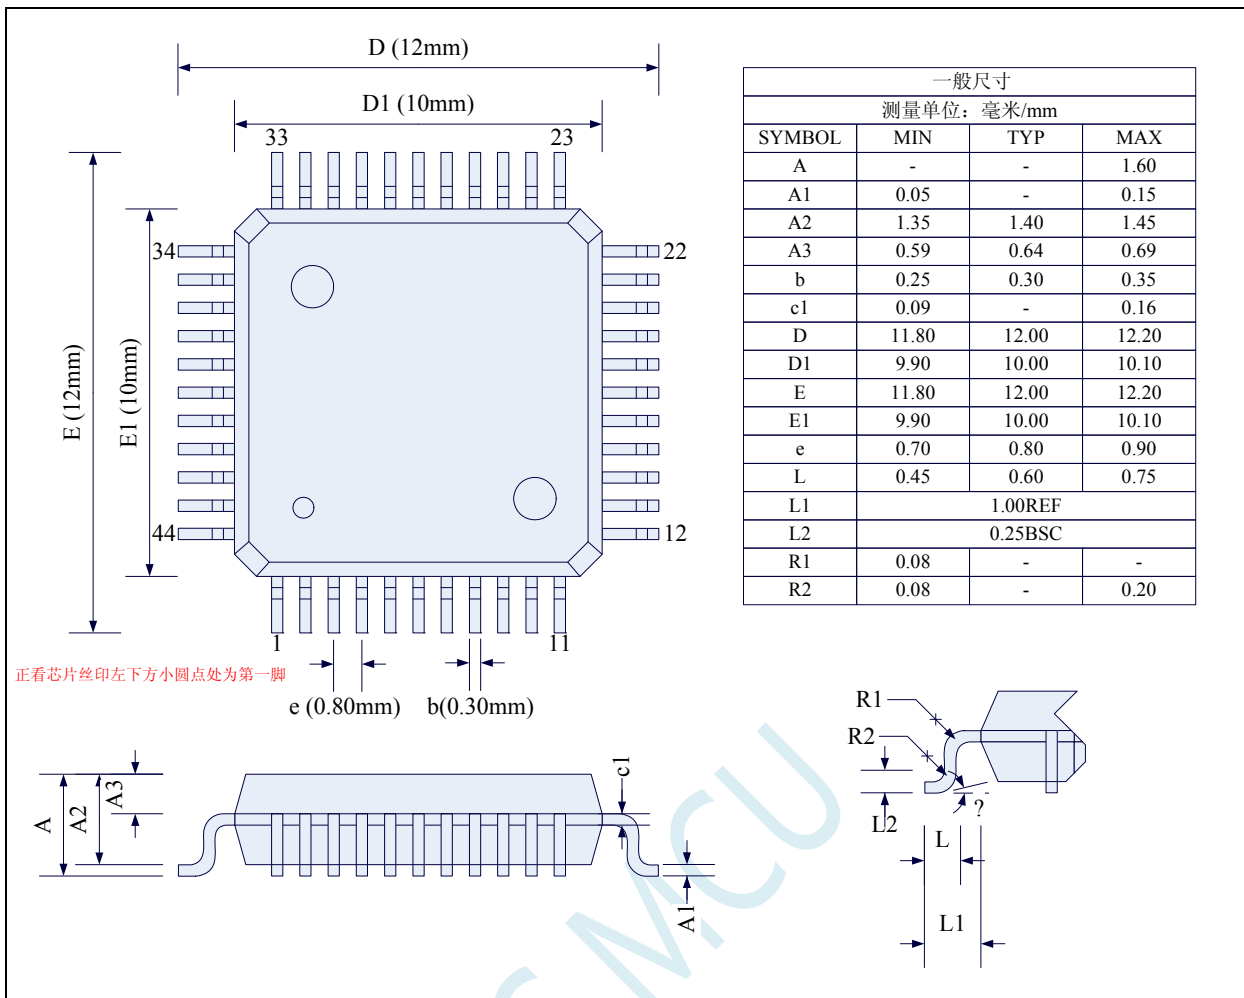 D (12mm)
D1 (10mm)
33 23
34 22
E (12mm)
E1 (10mm)
44 12
1 11
正看芯片丝印左下方小圆点处为第一脚
e (0.80mm) b(0.30mm)
一般尺寸
测量单位：毫米/mm
SYMBOL MIN TYP MAX
A - - 1.60
A1 0.05 - 0.15
A2 1.35 1.40 1.45
A3 0.59 0.64 0.69
b 0.25 0.30 0.35
c1 0.09 - 0.16
D 11.80 12.00 12.20
D1 9.90 10.00 10.10
E 11.80 12.00 12.20
E1 9.90 10.00 10.10
e 0.70 0.80 0.90
L 0.45 0.60 0.75
L1 1.00REF
L2 0.25BSC
R1 0.08 - -
R2 0.08 - 0.20
A
A2
A3
c1
A1
R1
R2
L2
?
L
L1
MCU